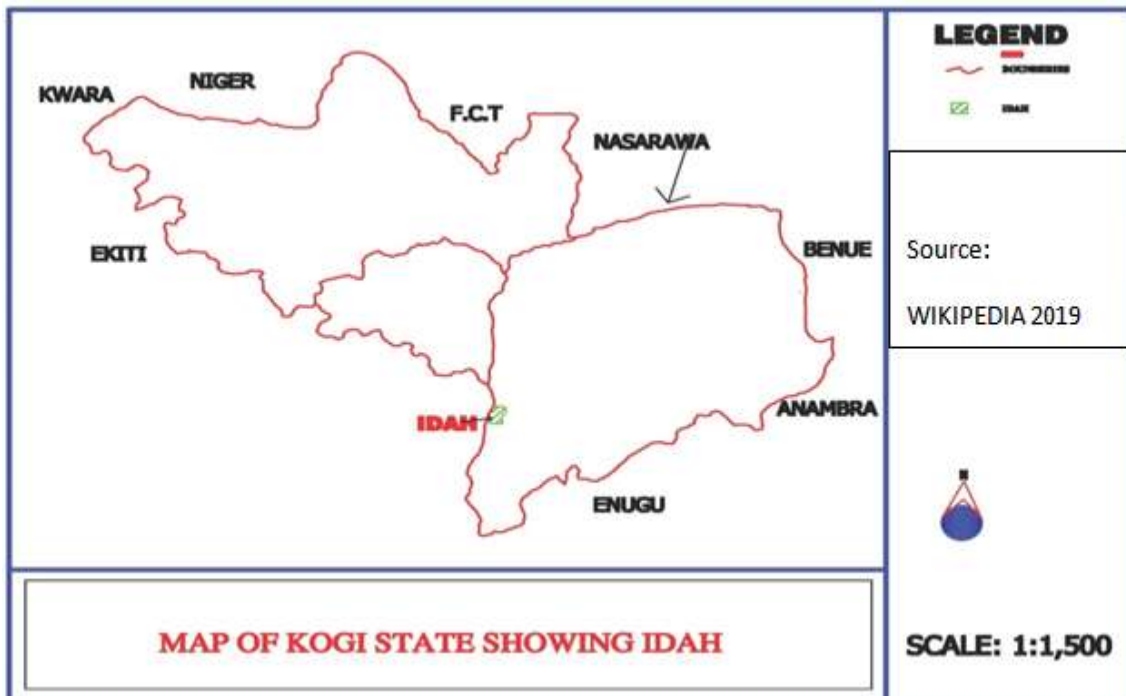 KWARA
NIGER
F.C.T
NASARAWA
EKITI
BENUE
IDAH
ANAMBRA
ENUGU
MAP OF KOGI STATE SHOWING IDAH
LEGEND
IDAH
Source:
WIKIPEDIA 2019
N
SCALE: 1:1,500